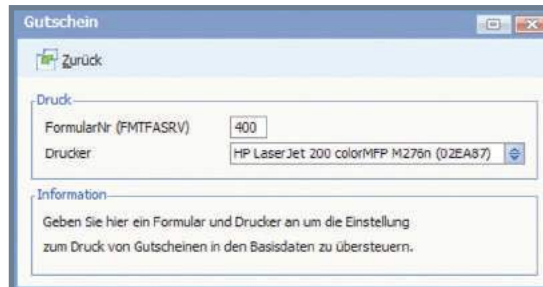 Gutschein
Zurück
Druck
FormularNr (FMTFASRV) 400
Drucker HP LaserJet 200 colorMFP M276n (02EA87)
Information
Geben Sie hier ein Formular und Drucker an um die Einstellung
zum Druck von Gutscheinen in den Basisdaten zu übersteuern.